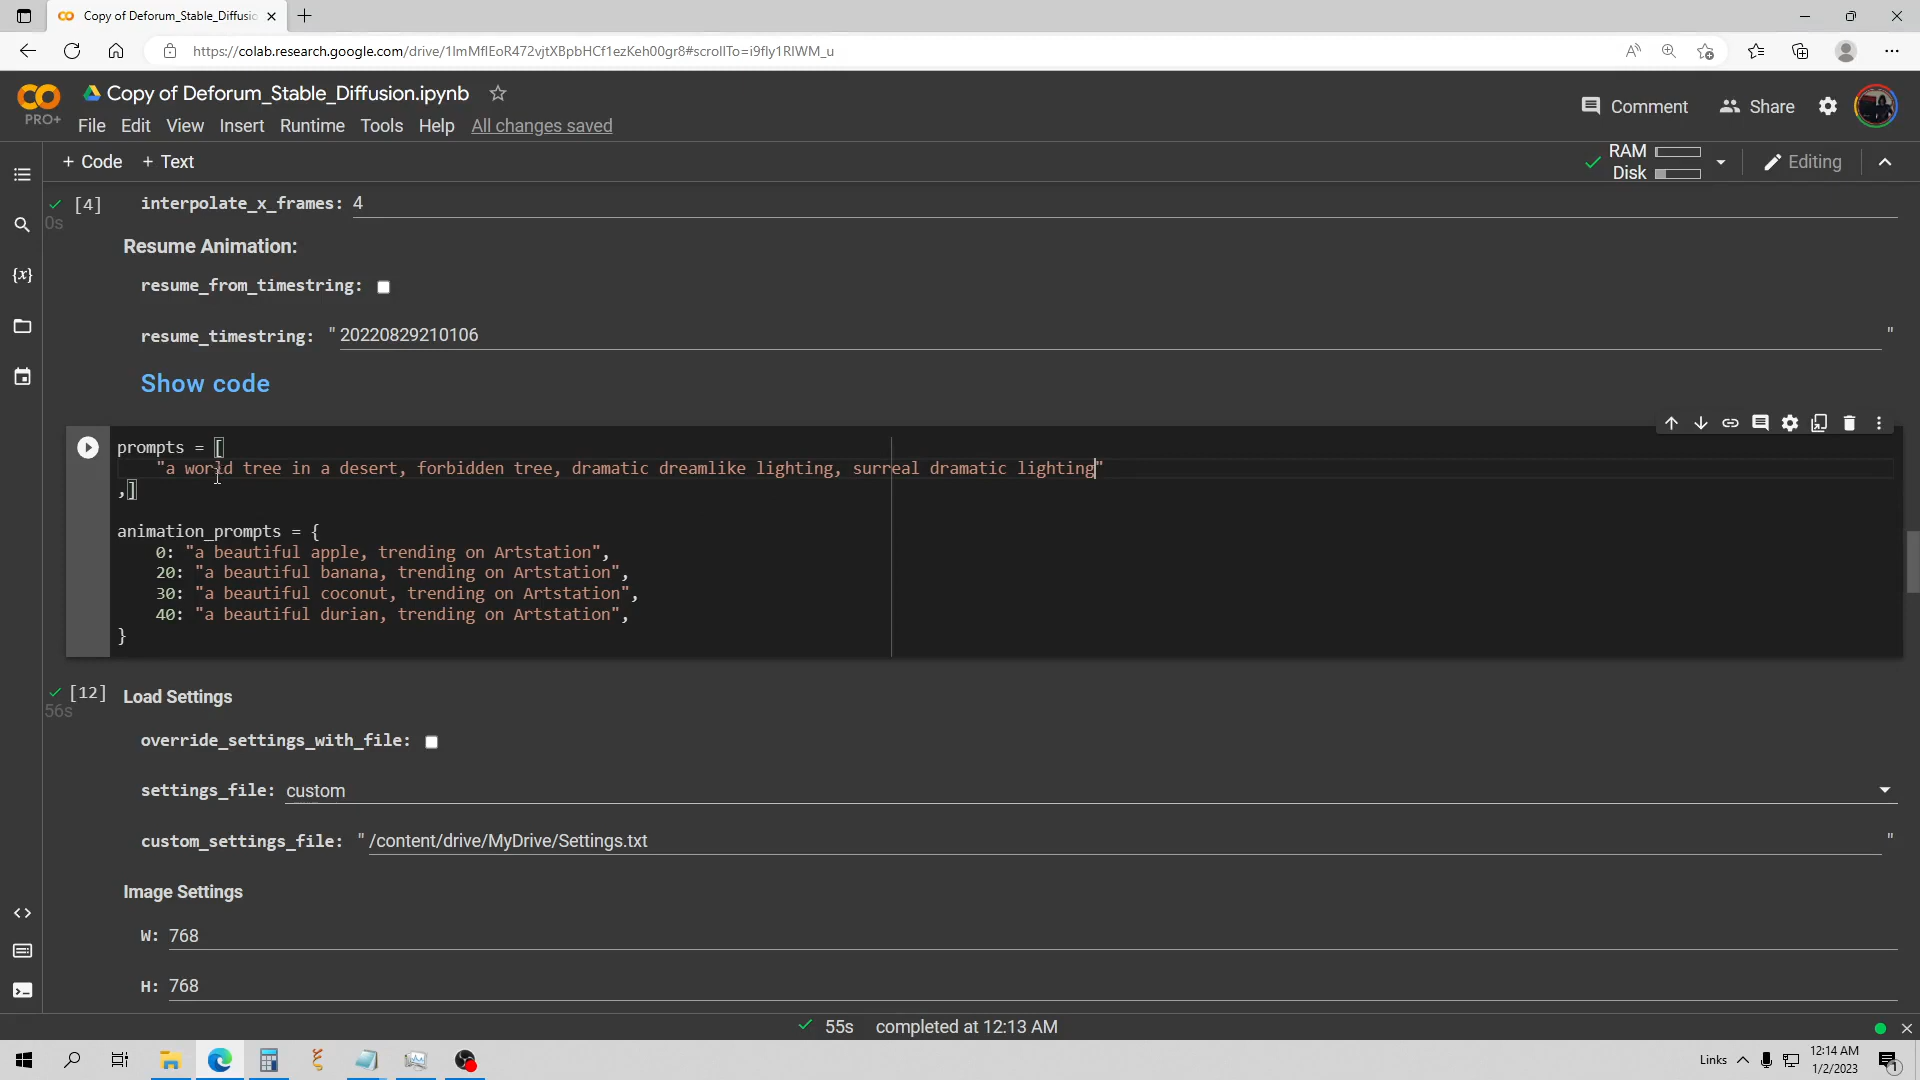 Copy of Deforum_Stable_Diffusio
https://colab.research.google.com/drive/1ImMflEoR472vjtXBpbHCf1ezKeh00gr8#scrollTo=i9fly1RIWM_u
Copy of Deforum_Stable_Diffusion.ipynb
PRO+
File Edit View Insert Runtime Tools Help All changes saved
Comment Share
+ Code + Text
RAM
Disk
Editing
[4] interpolate_x_frames: 4
0s
Resume Animation:
resume_from_timestring:
resume_timestring: "20220829210106"
Show code
prompts = [
"a world tree in a desert, forbidden tree, dramatic dreamlike lighting, surreal dramatic lighting"
,]
animation_prompts = {
0: "a beautiful apple, trending on Artstation",
20: "a beautiful banana, trending on Artstation",
30: "a beautiful coconut, trending on Artstation",
40: "a beautiful durian, trending on Artstation",
}
[12] Load Settings
56s
override_settings_with_file:
settings_file: custom
custom_settings_file: "/content/drive/MyDrive/Settings.txt"
Image Settings
W: 768
H: 768
55s completed at 12:13 AM
Links
12:14 AM
1/2/2023
1